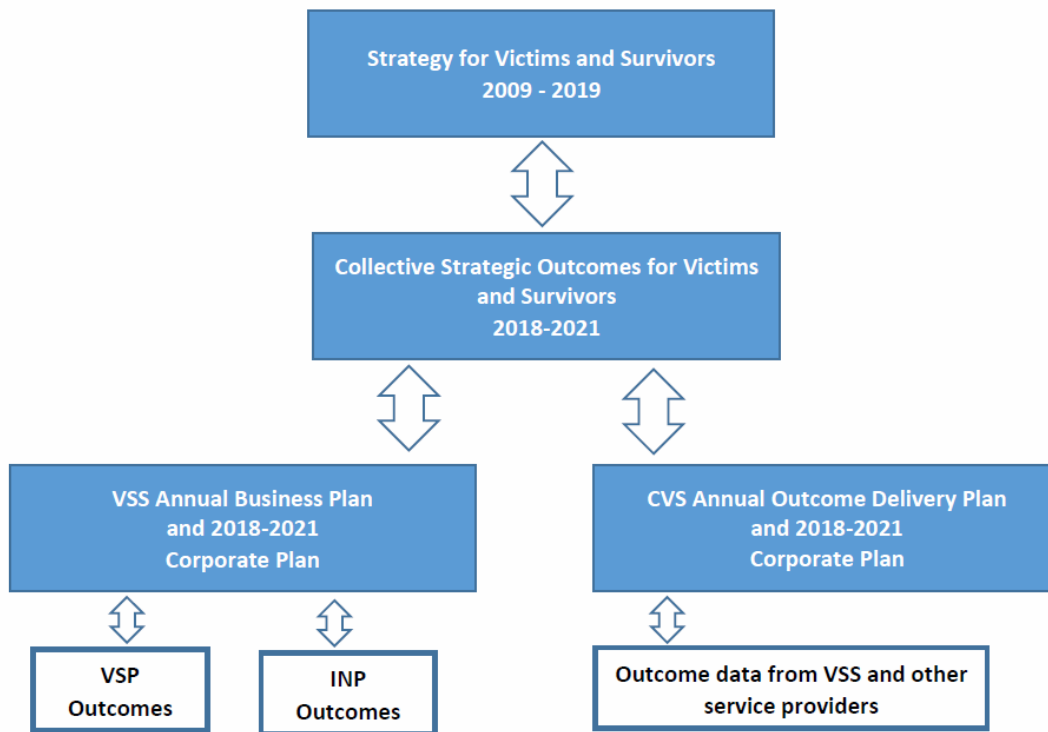 Strategy for Victims and Survivors
2009 - 2019
Collective Strategic Outcomes for Victims
and Survivors
2018-2021
VSS Annual Business Plan
and 2018-2021
Corporate Plan
CVS Annual Outcome Delivery Plan
and 2018-2021
Corporate Plan
VSP
Outcomes
INP
Outcomes
Outcome data from VSS and other
service providers